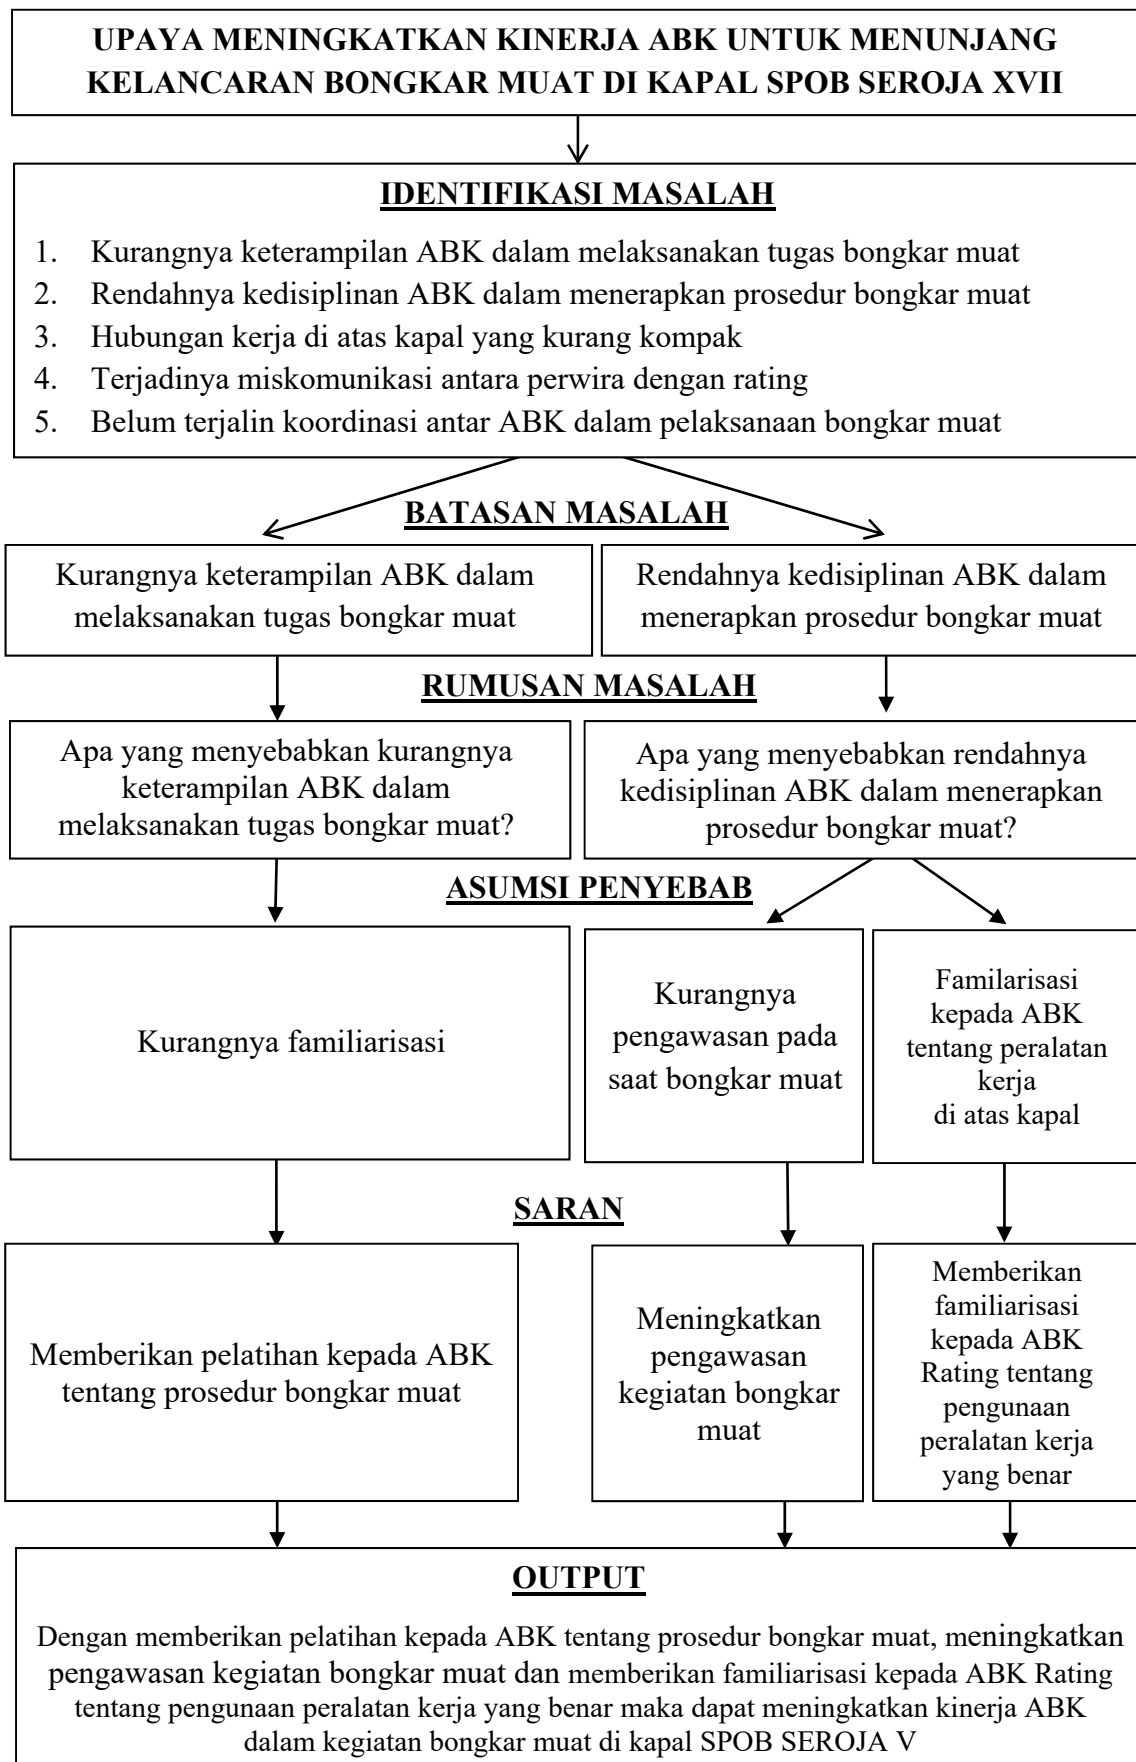 UPAYA MENINGKATKAN KINERJA ABK UNTUK MENUNJANG
KELANCARAN BONGKAR MUAT DI KAPAL SPOB SEROJA XVII
IDENTIFIKASI MASALAH
1. Kurangnya keterampilan ABK dalam melaksanakan tugas bongkar muat
2. Rendahnya kedisiplinan ABK dalam menerapkan prosedur bongkar muat
3. Hubungan kerja di atas kapal yang kurang kompak
4. Terjadinya miskomunikasi antara perwira dengan rating
5. Belum terjalin koordinasi antar ABK dalam pelaksanaan bongkar muat
BATASAN MASALAH
Kurangnya keterampilan ABK dalam
melaksanakan tugas bongkar muat
Rendahnya kedisiplinan ABK dalam
menerapkan prosedur bongkar muat
RUMUSAN MASALAH
Apa yang menyebabkan kurangnya
keterampilan ABK dalam
melaksanakan tugas bongkar muat?
Apa yang menyebabkan rendahnya
kedisiplinan ABK dalam menerapkan
prosedur bongkar muat?
ASUMSI PENYEBAB
Kurangnya familiarisasi
Kurangnya
pengawasan pada
saat bongkar muat
Familarisasi
kepada ABK
tentang peralatan
kerja
di atas kapal
SARAN
Memberikan pelatihan kepada ABK
tentang prosedur bongkar muat
Meningkatkan
pengawasan
kegiatan bongkar
muat
Memberikan
familiarisasi
kepada ABK
Rating tentang
pengunaan
peralatan kerja
yang benar
OUTPUT
Dengan memberikan pelatihan kepada ABK tentang prosedur bongkar muat, meningkatkan
pengawasan kegiatan bongkar muat dan memberikan familiarisasi kepada ABK Rating
tentang pengunaan peralatan kerja yang benar maka dapat meningkatkan kinerja ABK
dalam kegiatan bongkar muat di kapal SPOB SEROJA V